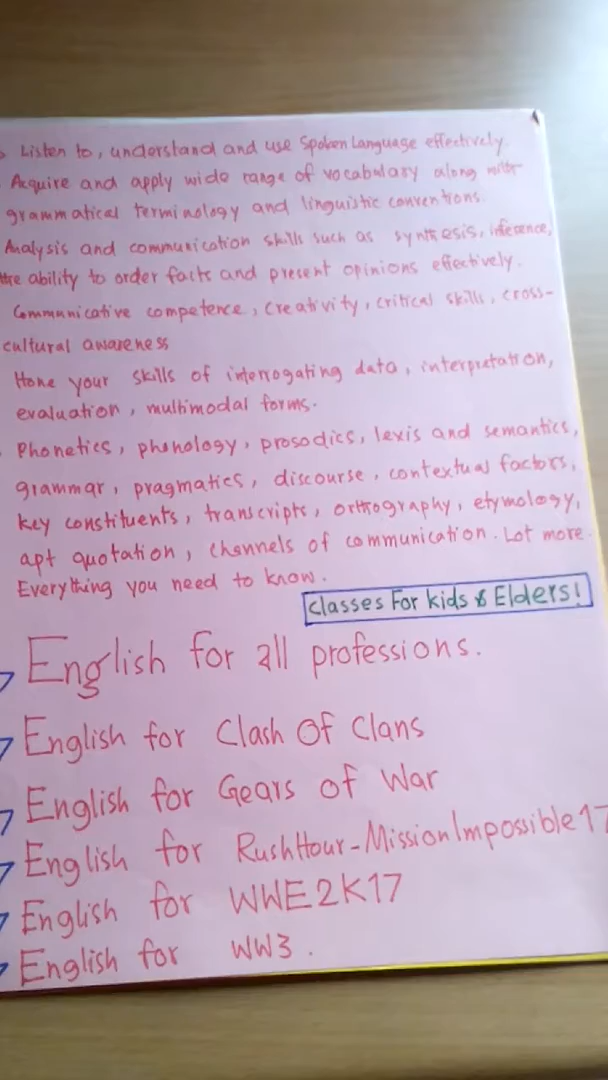 Listen to, understand and use Spoken Language effectively.
Acquire and apply wide range of vocabulary along with
grammatical terminology and linguistic conventions.
Analysis and communication skills such as synthesis, inference,
the ability to order facts and present opinions effectively.
Communicative competence, creativity, critical skills, cross-
cultural awareness
Hone your skills of interrogating data, interpretation,
evaluation, multimodal forms.
Phonetics, phonology, prosodics, lexis and semantics,
grammar, pragmatics, discourse, contextual factors,
key constituents, transcripts, orthography, etymology,
apt quotation, channels of communication. Lot more.
Everything you need to know.
Classes For kids & Elders!
English for all professions.
English for Clash Of Clans
English for Gears of War
English for RushHour-MissionImpossible17
English for WWE2K17
English for WW3.